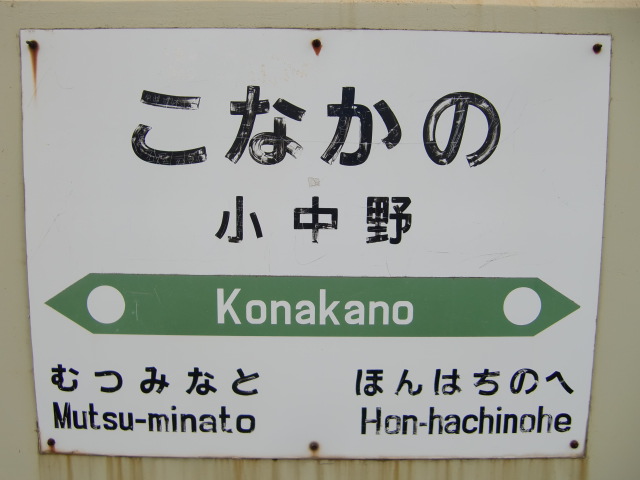 こなかの
小中野
Konakano
むつみなと ほんはちのへ
Mutsu-minato Hon-hachinohe